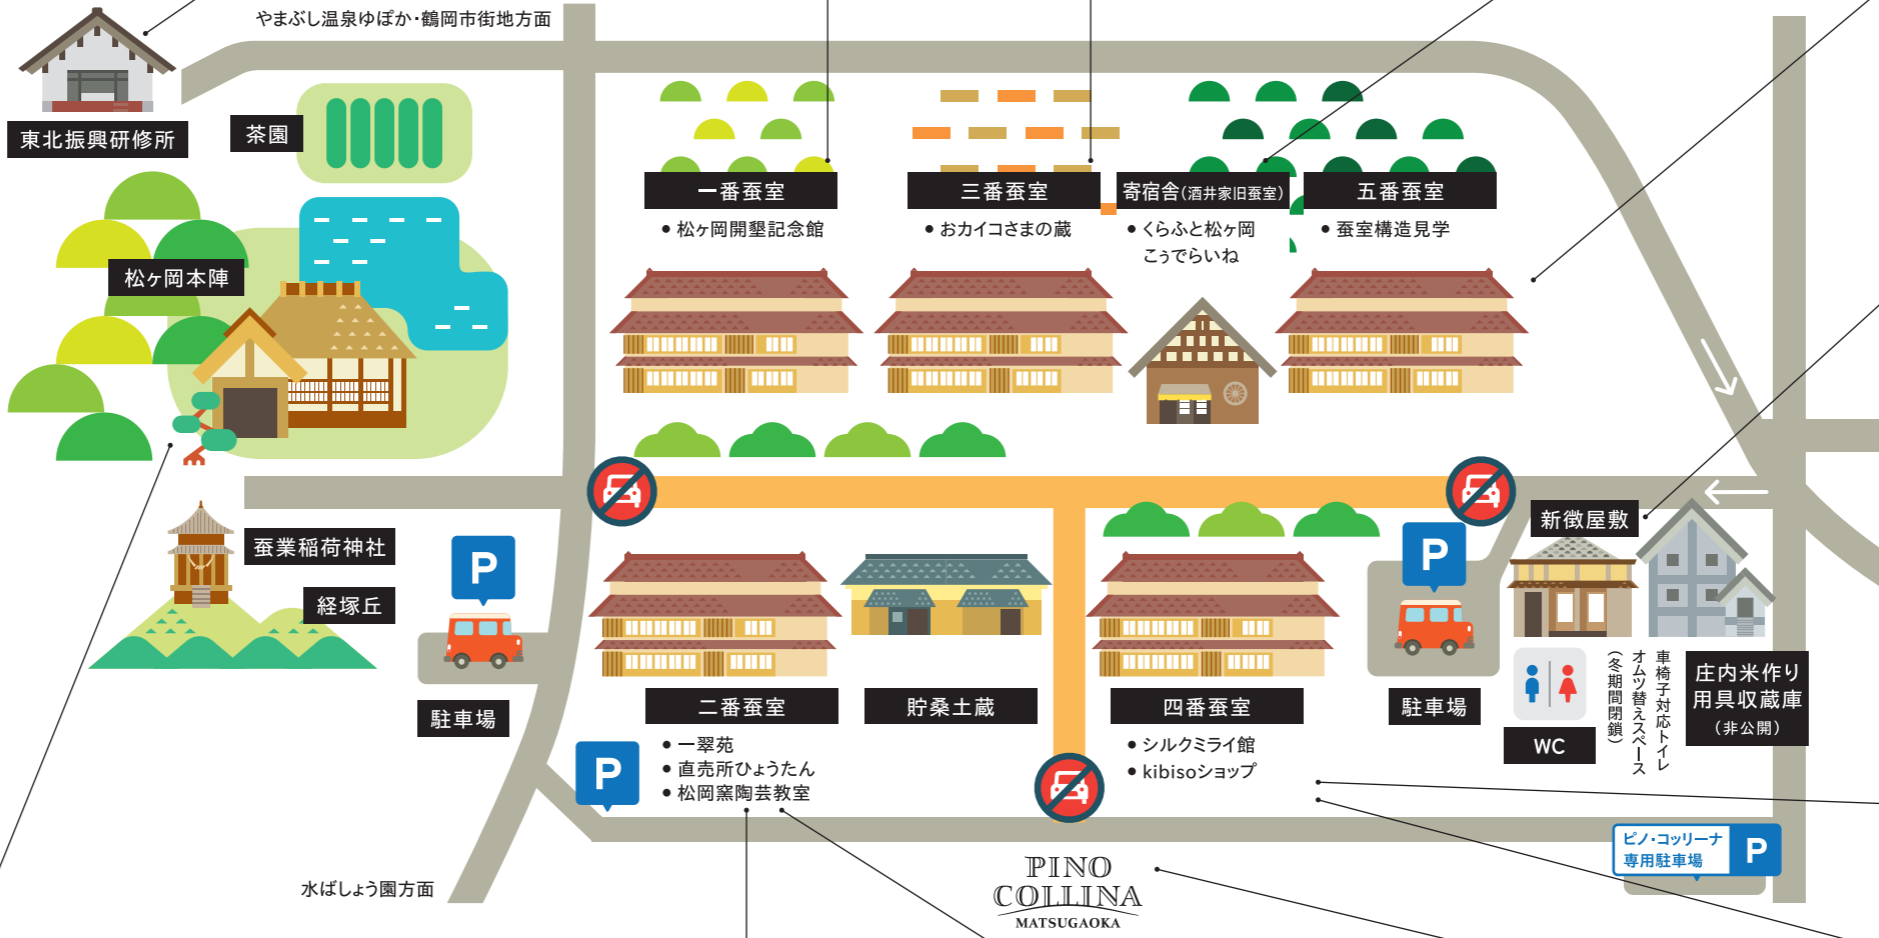 やまぶし温泉ゆぽか・鶴岡市街地方面
東北振興研修所
茶園
松ヶ岡本陣
蚕業稲荷神社
経塚丘
一番蚕室
● 松ヶ岡開墾記念館
三番蚕室
● おカイコさまの蔵
寄宿舎（酒井家旧蚕室）
● くらふと松ヶ岡
こぅでらいね
五番蚕室
● 蚕室構造見学
P
駐車場
P
二番蚕室
● 一翠苑
● 直売所ひょうたん
● 松岡窯陶芸教室
貯桑土蔵
四番蚕室
● シルクミライ館
● kibisoショップ
P
駐車場
新徴屋敷
WC
車椅子対応トイレ
オムツ替えスペース
（冬期間閉鎖）
庄内米作り
用具収蔵庫
（非公開）
水ばしょう園方面
PINO
COLLINA
MATSUGAOKA
ピノ・コッリーナ
専用駐車場
P